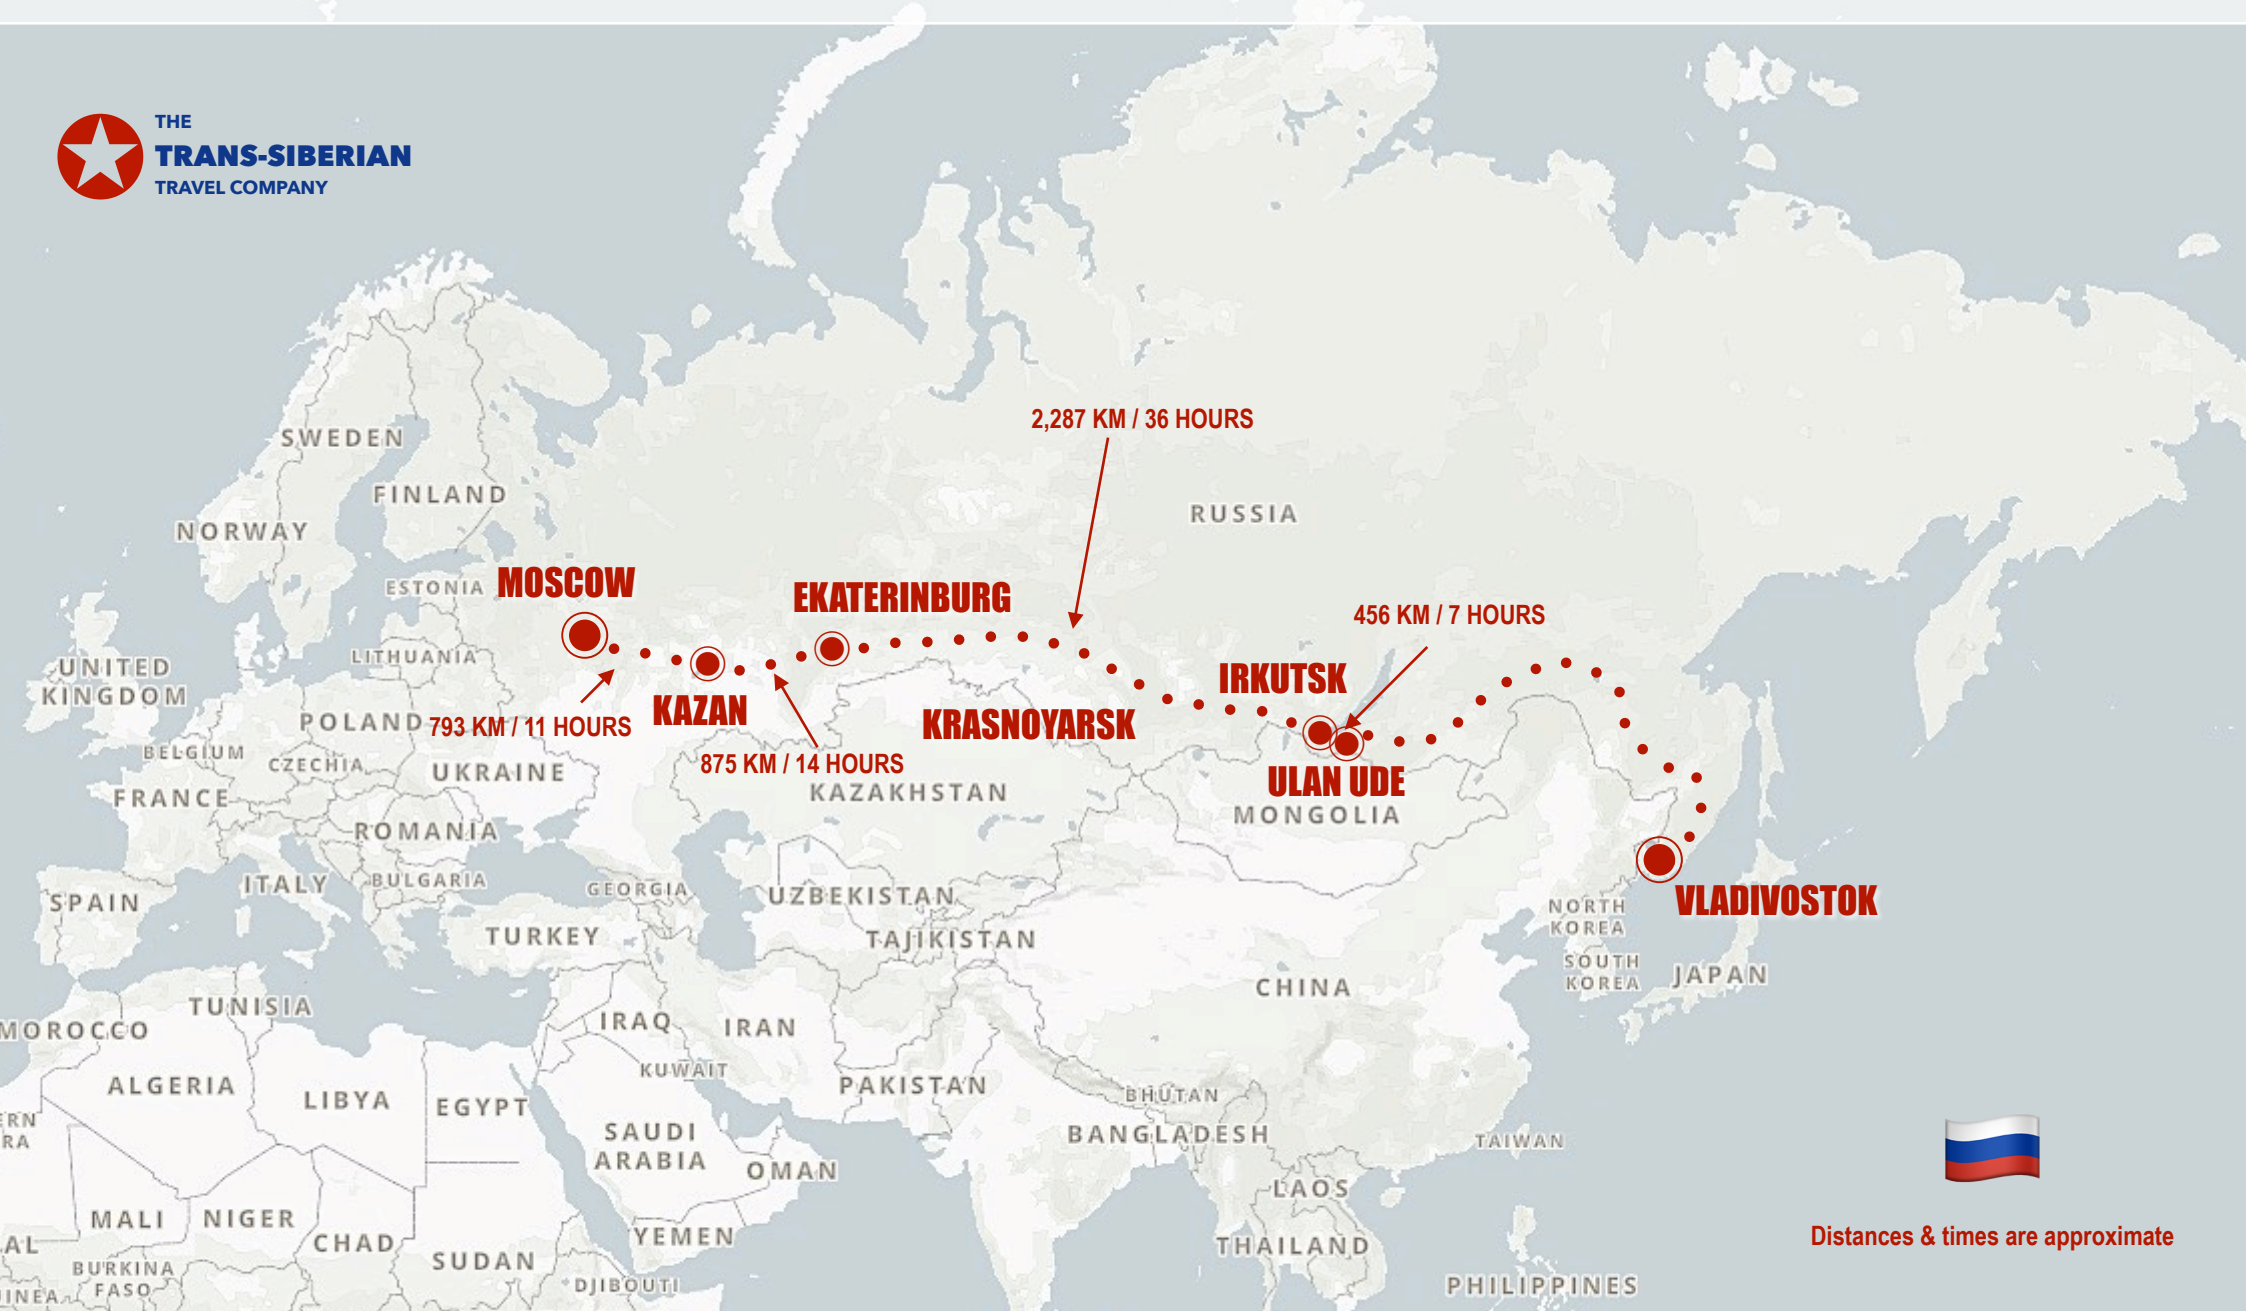 THE
TRANS-SIBERIAN
TRAVEL COMPANY
2,287 KM / 36 HOURS
SWEDEN
FINLAND
RUSSIA
NORWAY
ESTONIA
MOSCOW
EKATERINBURG
456 KM / 7 HOURS
LITHUANIA
UNITED
KINGDOM
IRKUTSK
KAZAN
POLAND
793 KM / 11 HOURS
KRASNOYARSK
BELGIUM
CZECHIA
875 KM / 14 HOURS
UKRAINE
ULAN UDE
KAZAKHSTAN
FRANCE
MONGOLIA
ROMANIA
ITALY
BULGARIA
GEORGIA
UZBEKISTAN
SPAIN
VLADIVOSTOK
NORTH
KOREA
TURKEY
TAJIKISTAN
SOUTH
KOREA
JAPAN
CHINA
TUNISIA
MOROCCO
IRAQ
IRAN
KUWAIT
ALGERIA
LIBYA
EGYPT
PAKISTAN
BHUTAN
ERN
RA
SAUDI
ARABIA
BANGLADESH
TAIWAN
OMAN
LAOS
MALI
NIGER
CHAD
YEMEN
AL
SUDAN
THAILAND
Distances & times are approximate
BURKINA
FASO
INEA
DJIBOUTI
PHILIPPINES